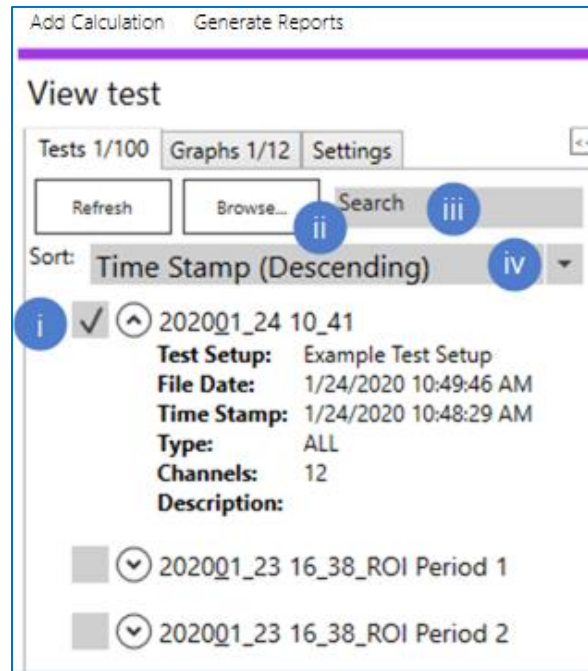 Add Calculation Generate Reports
View test
Tests 1/100 Graphs 1/12 Settings <<
Refresh Browse... Search
ii iii
Sort: Time Stamp (Descending) iv
i 202001_24 10_41
Test Setup: Example Test Setup
File Date: 1/24/2020 10:49:46 AM
Time Stamp: 1/24/2020 10:48:29 AM
Type: ALL
Channels: 12
Description:
202001_23 16_38_ROI Period 1
202001_23 16_38_ROI Period 2